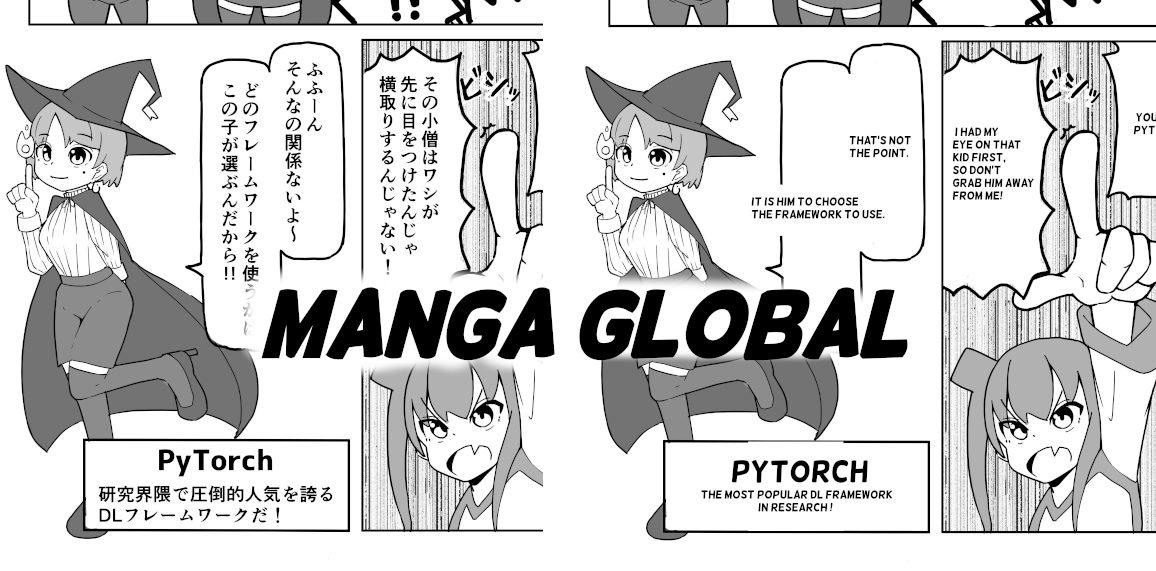 !!
ビシッ
その小僧はワシが
先に目をつけたんじゃ
横取りするんじゃない！
ふふーん
そんなの関係ないよ〜
どのフレームワークを使
この子が選ぶんだから!!
PyTorch
研究界隈で圧倒的人気を誇る
DLフレームワークだ！
MANGA GLOBAL
THAT'S NOT
THE POINT.
IT IS HIM TO CHOOSE
THE FRAMEWORK TO USE.
ビシッ
I HAD MY
EYE ON THAT
KID FIRST,
SO DON'T
GRAB HIM AWAY
FROM ME!
YOU
PYT
PYTORCH
THE MOST POPULAR DL FRAMEWORK
IN RESEARCH!